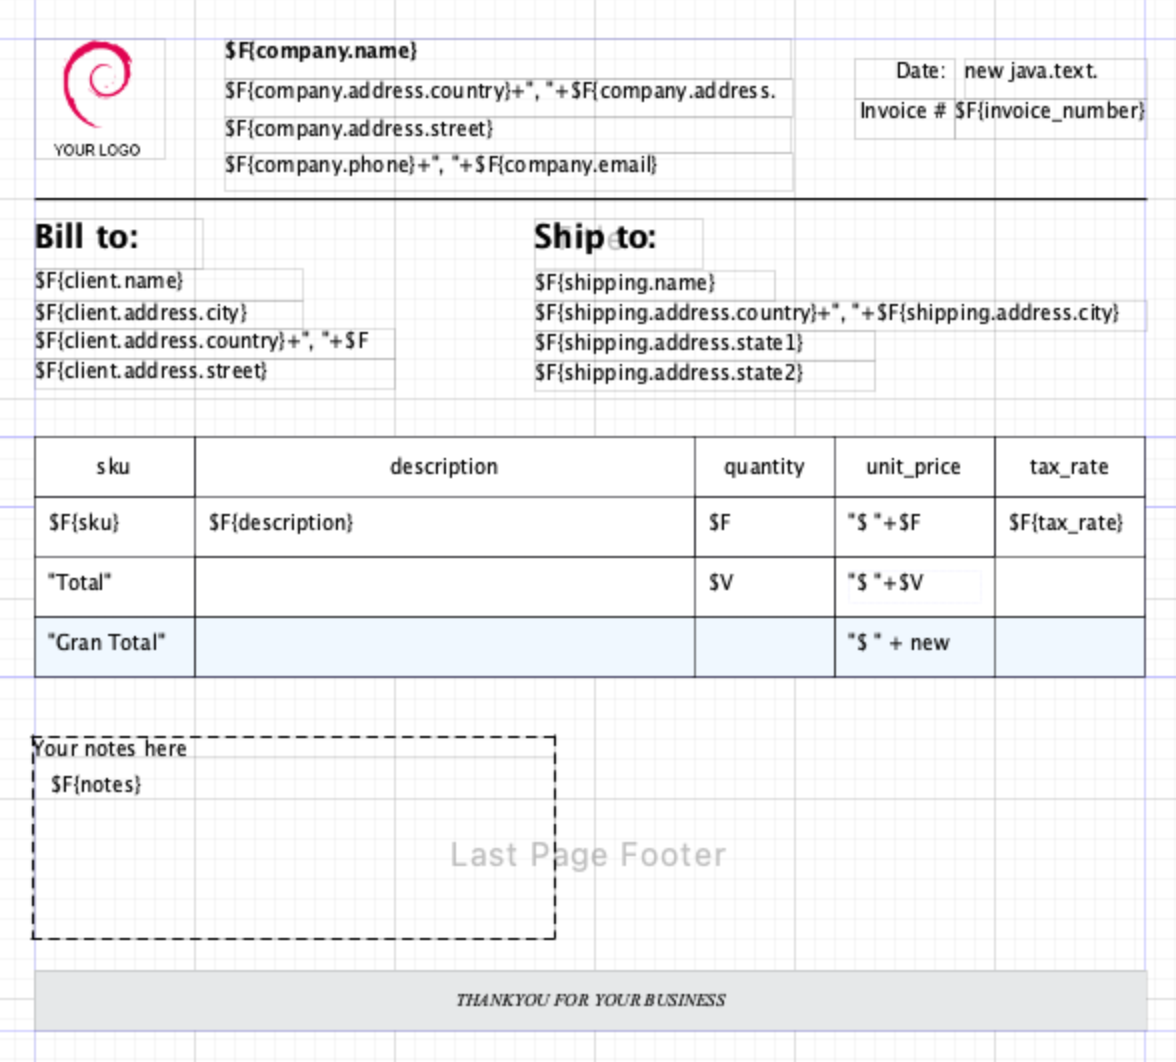 $F{company.name}
$F{company.address.country}+", "+$F{company.address.
$F{company.address.street}
$F{company.phone}+", "+$F{company.email}
YOUR LOGO
Date: new java.text.
Invoice # $F{invoice_number}
Bill to:
$F{client.name}
$F{client.address.city}
$F{client.address.country}+", "+$F
$F{client.address.street}
Ship to:
$F{shipping.name}
$F{shipping.address.country}+", "+$F{shipping.address.city}
$F{shipping.address.state1}
$F{shipping.address.state2}
sku description quantity unit_price tax_rate
$F{sku} $F{description} $F "$ "+$F $F{tax_rate}
"Total" $V "$ "+$V
"Gran Total" "$ " + new
Your notes here
$F{notes}
Last Page Footer
THANKYOU FOR YOUR BUSINESS